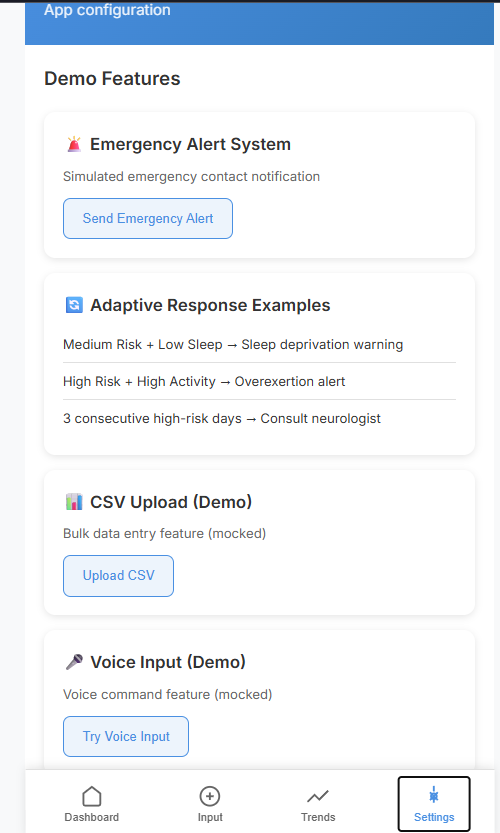 App configuration
Demo Features
Emergency Alert System
Simulated emergency contact notification
Send Emergency Alert
Adaptive Response Examples
Medium Risk + Low Sleep → Sleep deprivation warning
High Risk + High Activity → Overexertion alert
3 consecutive high-risk days → Consult neurologist
CSV Upload (Demo)
Bulk data entry feature (mocked)
Upload CSV
Voice Input (Demo)
Voice command feature (mocked)
Try Voice Input
Dashboard Input Trends Settings